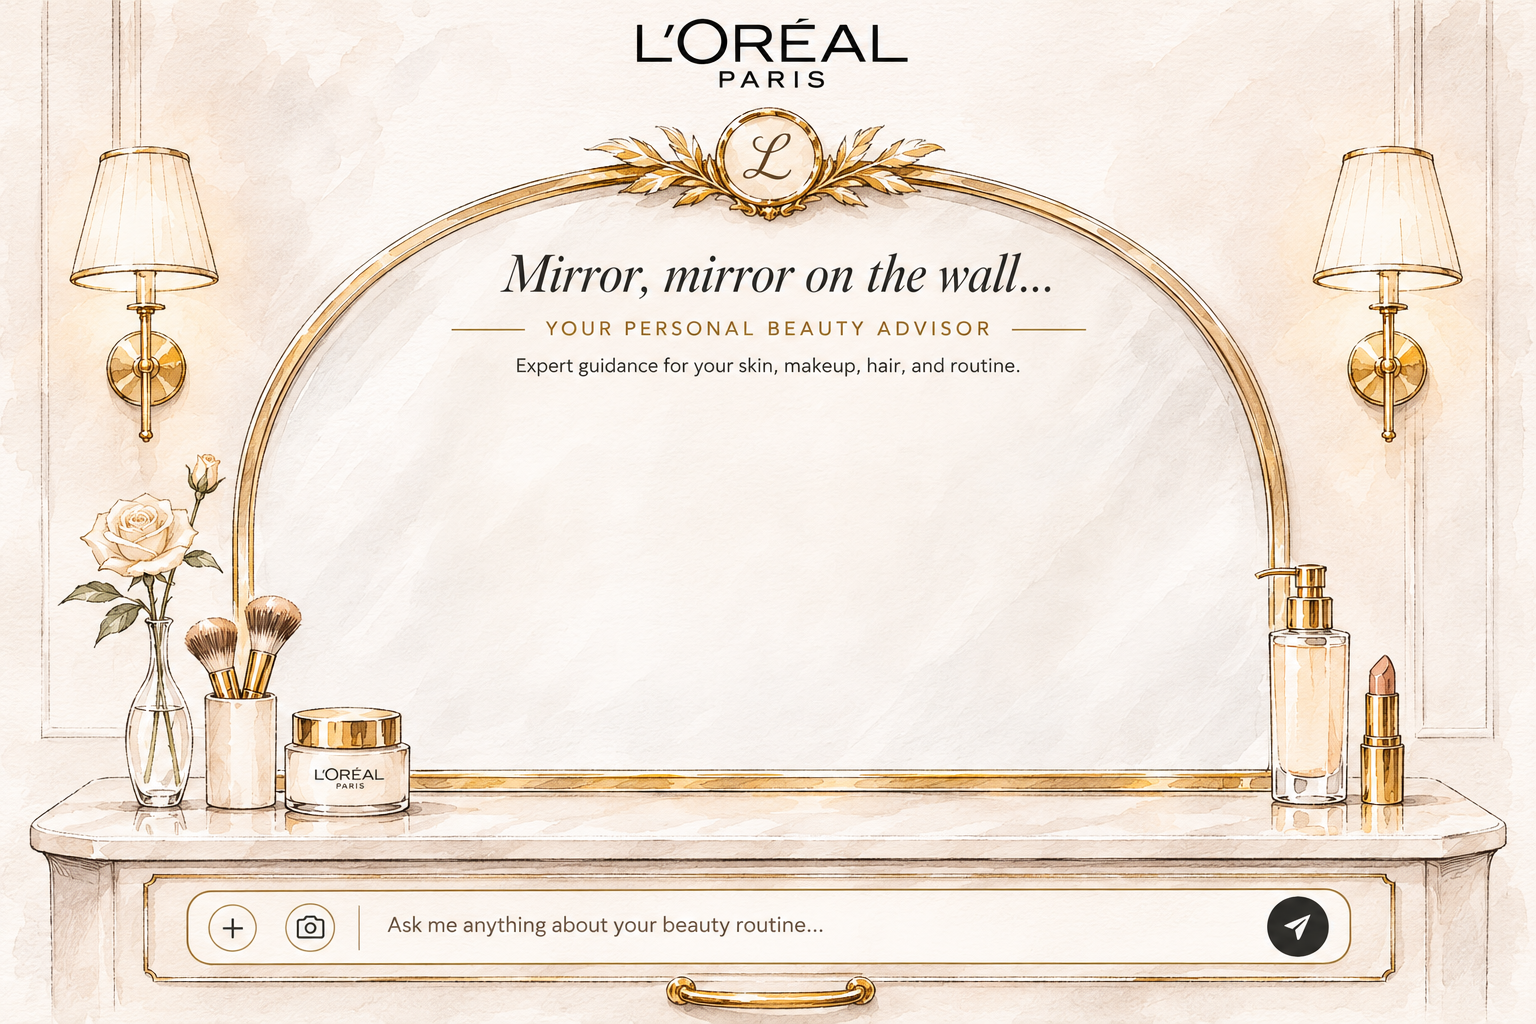 L'ORÉAL
PARIS
L
Mirror, mirror on the wall...
YOUR PERSONAL BEAUTY ADVISOR
Expert guidance for your skin, makeup, hair, and routine.
L'ORÉAL
PARIS
Ask me anything about your beauty routine...